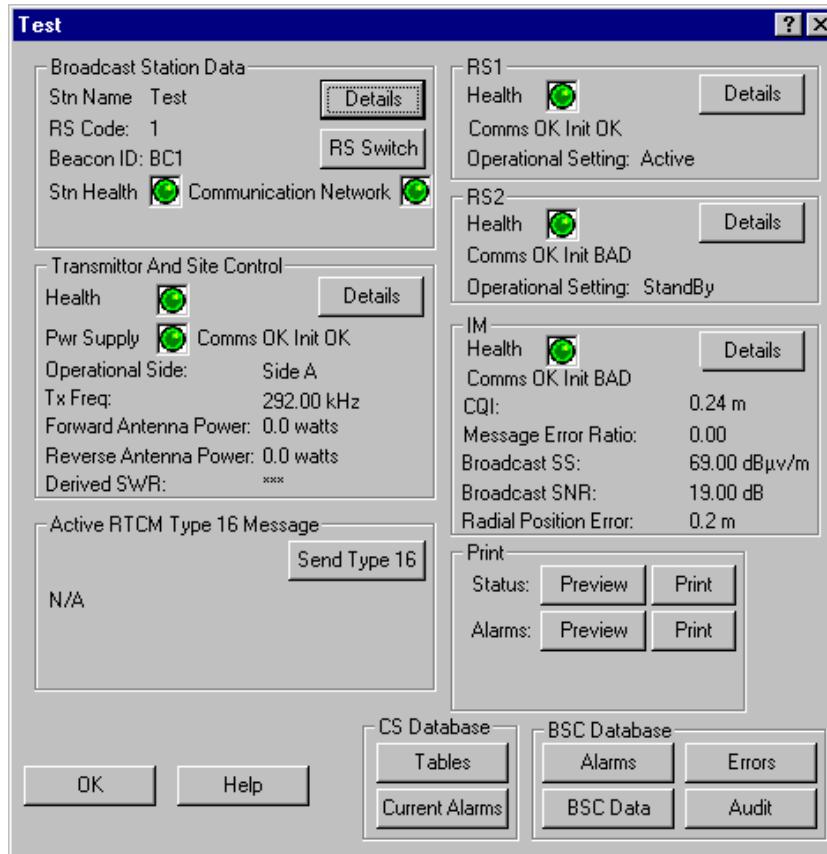 Test
Broadcast Station Data
Stn Name Test
Details
RS Code: 1
RS Switch
Beacon ID: BC1
Stn Health Communication Network
Transmittor And Site Control
Health
Details
Pwr Supply Comms OK Init OK
Operational Side: Side A
Tx Freq: 292.00 kHz
Forward Antenna Power: 0.0 watts
Reverse Antenna Power: 0.0 watts
Derived SWR: ***
Active RTCM Type 16 Message
Send Type 16
N/A
RS1
Health
Details
Comms OK Init OK
Operational Setting: Active
RS2
Health
Details
Comms OK Init BAD
Operational Setting: StandBy
IM
Health
Details
Comms OK Init BAD
CQI: 0.24 m
Message Error Ratio: 0.00
Broadcast SS: 69.00 dBµv/m
Broadcast SNR: 19.00 dB
Radial Position Error: 0.2 m
Print
Status: Preview Print
Alarms: Preview Print
OK
Help
CS Database
Tables
Current Alarms
BSC Database
Alarms Errors
BSC Data Audit